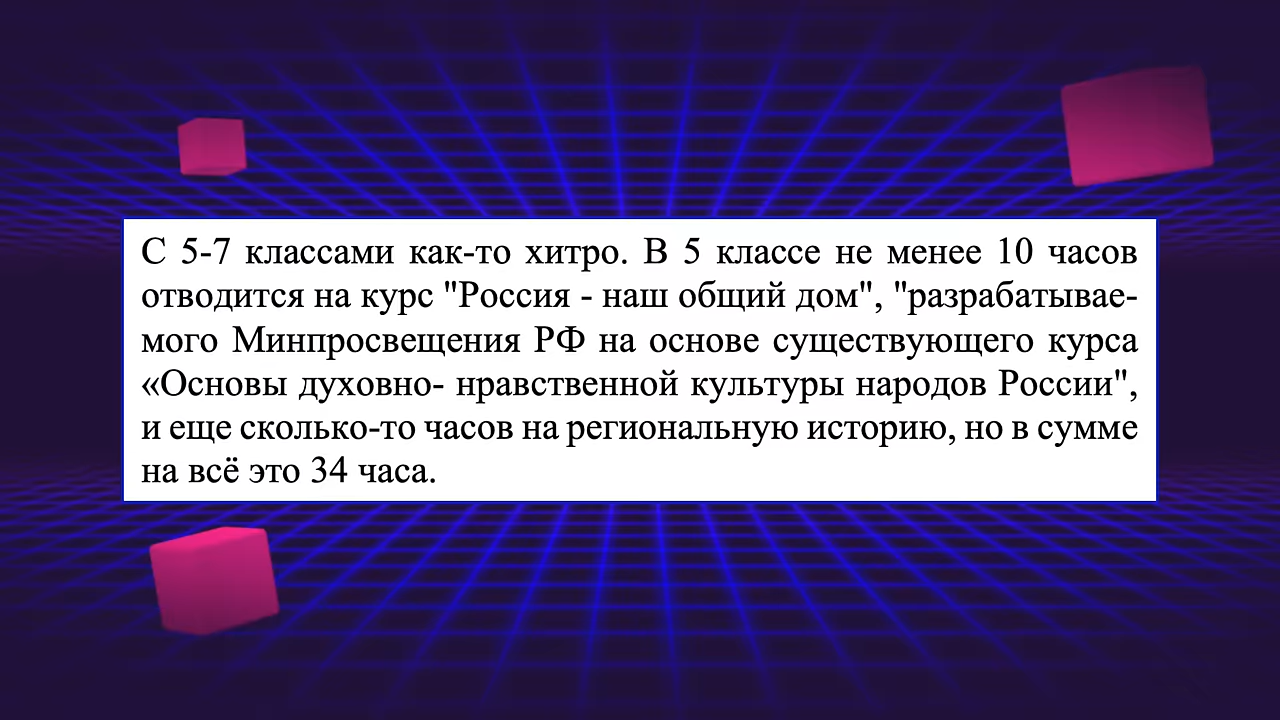 С 5-7 классами как-то хитро. В 5 классе не менее 10 часов
отводится на курс "Россия - наш общий дом", "разрабатывае-
мого Минпросвещения РФ на основе существующего курса
«Основы духовно- нравственной культуры народов России",
и еще сколько-то часов на региональную историю, но в сумме
на всё это 34 часа.